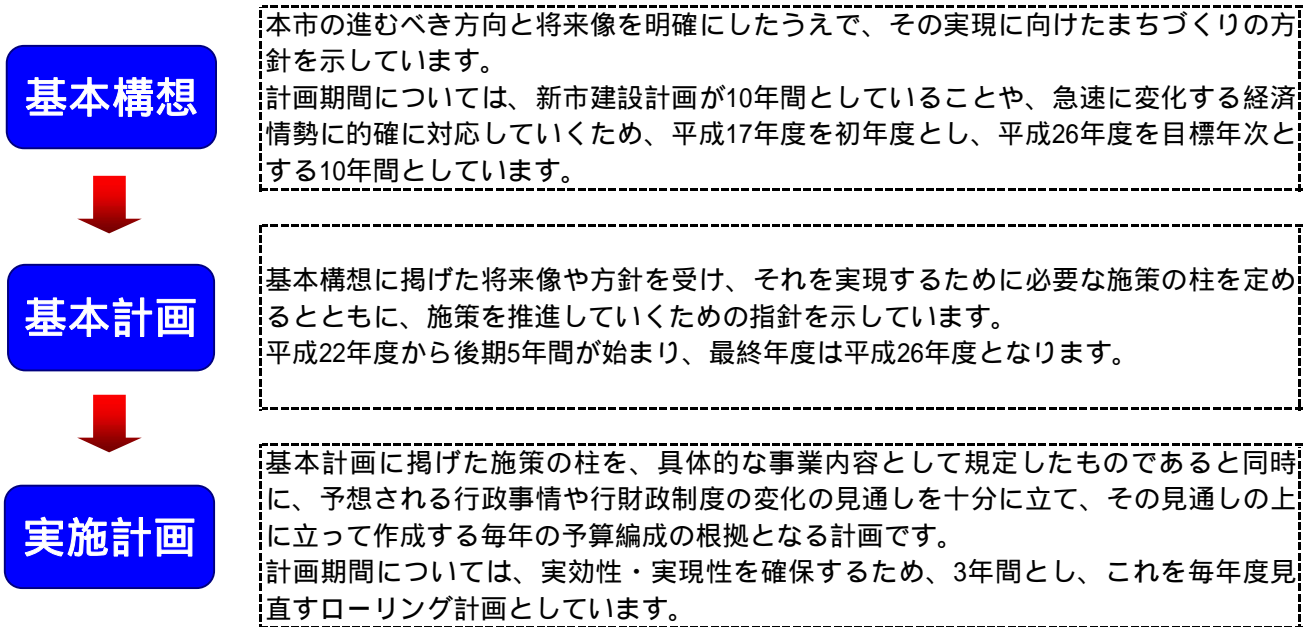 基本構想
本市の進むべき方向と将来像を明確にしたうえで、その実現に向けたまちづくりの方
針を示しています。
計画期間については、新市建設計画が10年間としていることや、急速に変化する経済
情勢に的確に対応していくため、平成17年度を初年度とし、平成26年度を目標年次と
する10年間としています。
基本計画
基本構想に掲げた将来像や方針を受け、それを実現するために必要な施策の柱を定め
るとともに、施策を推進していくための指針を示しています。
平成22年度から後期5年間が始まり、最終年度は平成26年度となります。
実施計画
基本計画に掲げた施策の柱を、具体的な事業内容として規定したものであると同時
に、予想される行政事情や行財政制度の変化の見通しを十分に立て、その見通しの上
に立って作成する毎年の予算編成の根拠となる計画です。
計画期間については、実効性・実現性を確保するため、3年間とし、これを毎年度見
直すローリング計画としています。